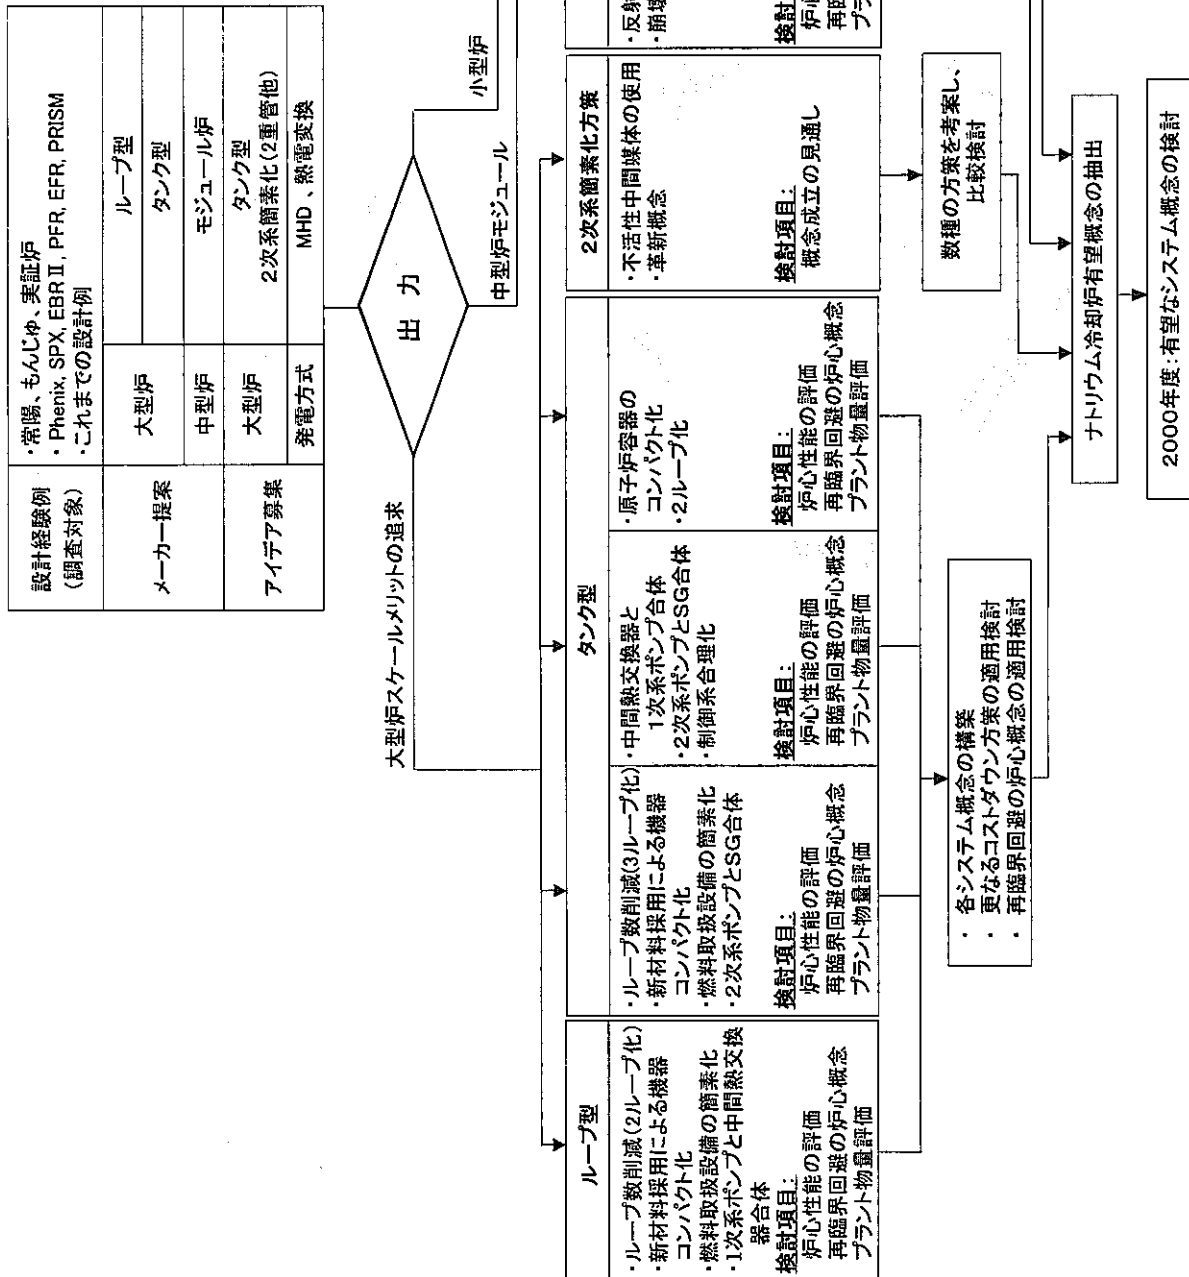 設計経験例
(調査対象)
・常陽、もんじゅ、実証炉
・Phenix, SPX, EBRⅡ, PFR, EFR, PRISM
・これまでの設計例
メーカー提案
大型炉
ループ型
タンク型
中型炉
モジュール炉
アイデア募集
大型炉
タンク型
2次系簡素化(2重管他)
発電方式
MHD、熱電変換
出 力
大型炉スケールメリットの追求
中型炉モジュール
小型炉
ループ型
・ループ数削減(2ループ化)
・新材料採用による機器
コンパクト化
・燃料取扱設備の簡素化
・1次系ポンプと中間熱交換
器合体
検討項目:
炉心性能の評価
再臨界回避の炉心概念
プラント物量評価
タンク型
・ループ数削減(3ループ化)
・新材料採用による機器
コンパクト化
・燃料取扱設備の簡素化
・2次系ポンプとSG合体
検討項目:
炉心性能の評価
再臨界回避の炉心概念
プラント物量評価
・中間熱交換器と
1次系ポンプ合体
・2次系ポンプとSG合体
・制御系合理化
検討項目:
炉心性能の評価
再臨界回避の炉心概念
プラント物量評価
・原子炉容器の
コンパクト化
・2ループ化
検討項目:
炉心性能の評価
再臨界回避の炉心概念
プラント物量評価
2次系簡素化方策
・不活性中間媒体の使用
・革新概念
検討項目:
概念成立の見通し
・反射
・崩壊
検討
炉心
再臨
プラ
・ 各システム概念の構築
・ 更なるコストダウン方策の適用検討
・ 再臨界回避の炉心概念の適用検討
数種の方策を考案し、
比較検討
ナトリウム冷却炉有望概念の抽出
2000年度:有望なシステム概念の検討